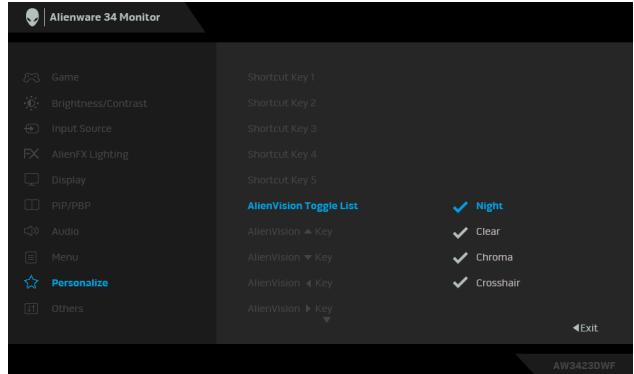 Alienware 34 Monitor
Game
Shortcut Key 1
Brightness/Contrast
Shortcut Key 2
Input Source
Shortcut Key 3
FX AlienFX Lighting
Shortcut Key 4
Display
Shortcut Key 5
PIP/PBP
AlienVision Toggle List
Night
Audio
AlienVision ▲ Key
Clear
Menu
AlienVision ▼ Key
Chroma
Personalize
AlienVision ◀ Key
Crosshair
Others
AlienVision ▶ Key
◀Exit
AW3423DWF